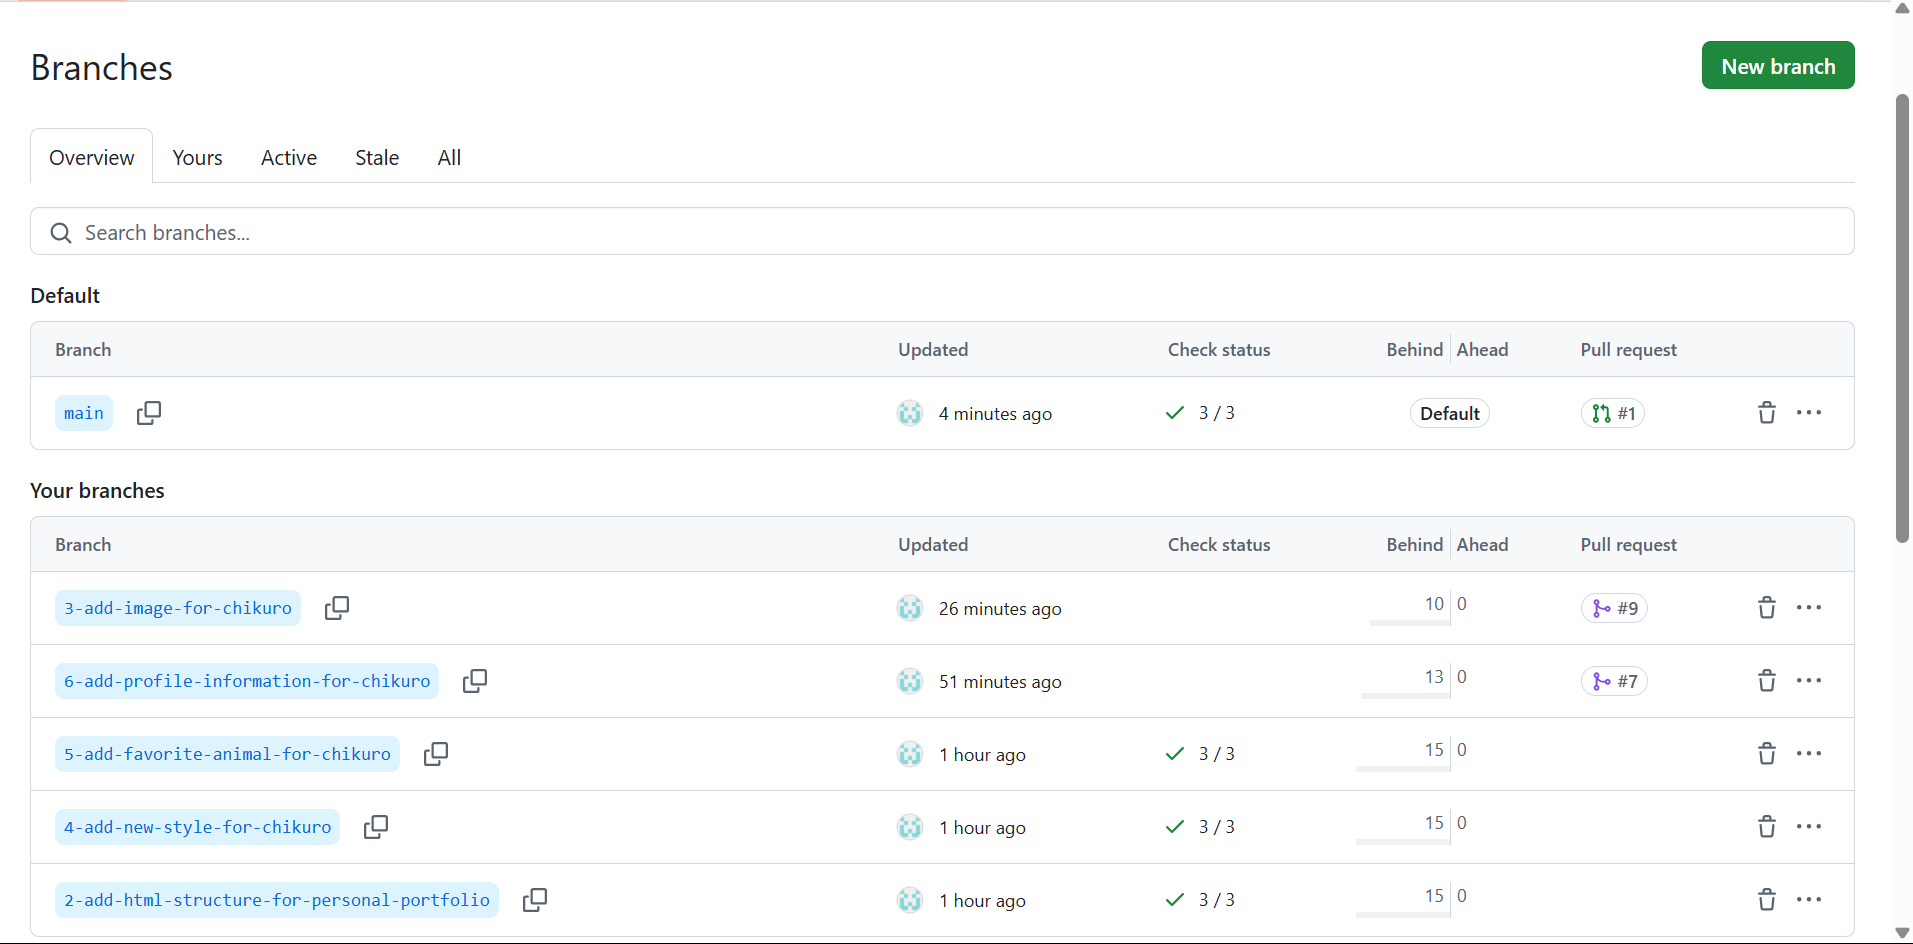 Branches
New branch
Overview Yours Active Stale All
Search branches...
Default
Branch Updated Check status Behind Ahead Pull request
main 4 minutes ago 3 / 3 Default #1
Your branches
Branch Updated Check status Behind Ahead Pull request
3-add-image-for-chikuro 26 minutes ago 10 0 #9
6-add-profile-information-for-chikuro 51 minutes ago 13 0 #7
5-add-favorite-animal-for-chikuro 1 hour ago 3 / 3 15 0
4-add-new-style-for-chikuro 1 hour ago 3 / 3 15 0
2-add-html-structure-for-personal-portfolio 1 hour ago 3 / 3 15 0